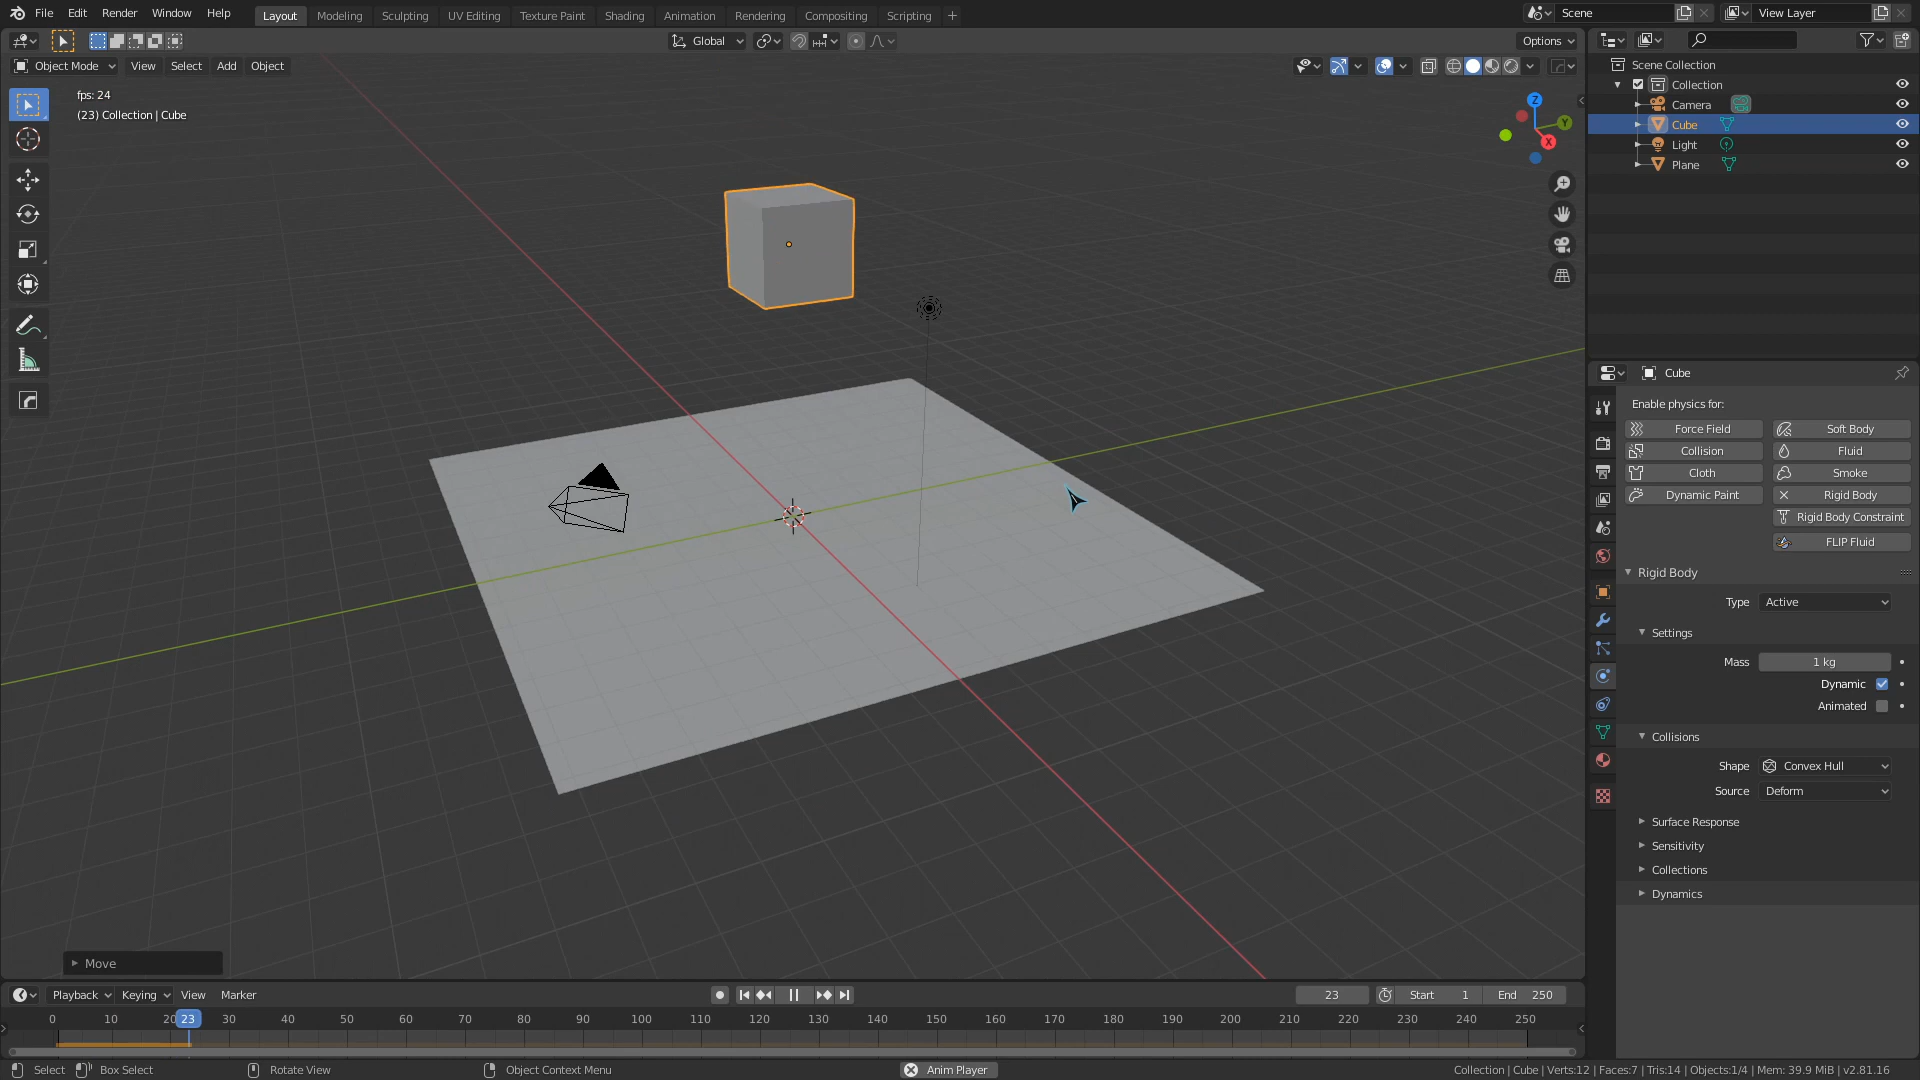 File Edit Render Window Help Layout Modeling Sculpting UV Editing Texture Paint Shading Animation Rendering Compositing Scripting + Scene View Layer
Global Options
Object Mode View Select Add Object
fps: 24
(23) Collection | Cube
Z
Y
X
Scene Collection
Collection
Camera
Cube
Light
Plane
Cube
Enable physics for:
Force Field Soft Body
Collision Fluid
Cloth Smoke
Dynamic Paint Rigid Body
Rigid Body Constraint
FLIP Fluid
Rigid Body
Type Active
Settings
Mass 1 kg
Dynamic
Animated
Collisions
Shape Convex Hull
Source Deform
Surface Response
Sensitivity
Collections
Dynamics
Move
Playback Keying View Marker 23 Start 1 End 250
0 10 20 23 30 40 50 60 70 80 90 100 110 120 130 140 150 160 170 180 190 200 210 220 230 240 250
Select Box Select Rotate View Object Context Menu Anim Player Collection | Cube | Verts:12 | Faces:7 | Tris:14 | Objects:1/4 | Mem: 39.9 MiB | v2.81.16